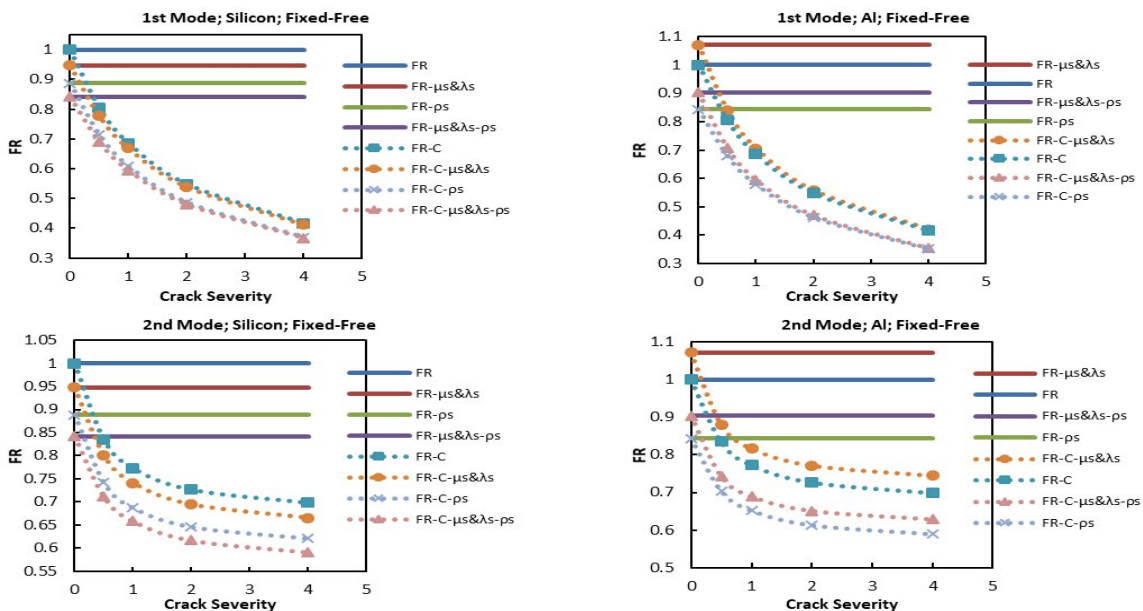 1st Mode; Silicon; Fixed-Free
1
0.9
0.8
0.7
0.6
0.5
0.4
0.3
FR
0 1 2 3 4 5
Crack Severity
FR
FR-μs&λs
FR-ρs
FR-μs&λs-ρs
FR-C
FR-C-μs&λs
FR-C-ρs
FR-C-μs&λs-ρs
1st Mode; Al; Fixed-Free
1.1
1
0.9
0.8
0.7
0.6
0.5
0.4
0.3
FR
0 1 2 3 4 5
Crack Severity
FR-μs&λs
FR
FR-μs&λs-ρs
FR-ρs
FR-C-μs&λs
FR-C
FR-C-μs&λs-ρs
FR-C-ρs
2nd Mode; Silicon; Fixed-Free
1.05
1
0.95
0.9
0.85
0.8
0.75
0.7
0.65
0.6
0.55
FR
0 1 2 3 4 5
Crack Severity
FR
FR-μs&λs
FR-ρs
FR-μs&λs-ρs
FR-C
FR-C-μs&λs
FR-C-ρs
FR-C-μs&λs-ρs
2nd Mode; Al; Fixed-Free
1.1
1
0.9
0.8
0.7
0.6
0.5
FR
0 1 2 3 4 5
Crack Severity
FR-μs&λs
FR
FR-μs&λs-ρs
FR-ρs
FR-C-μs&λs
FR-C
FR-C-μs&λs-ρs
FR-C-ρs